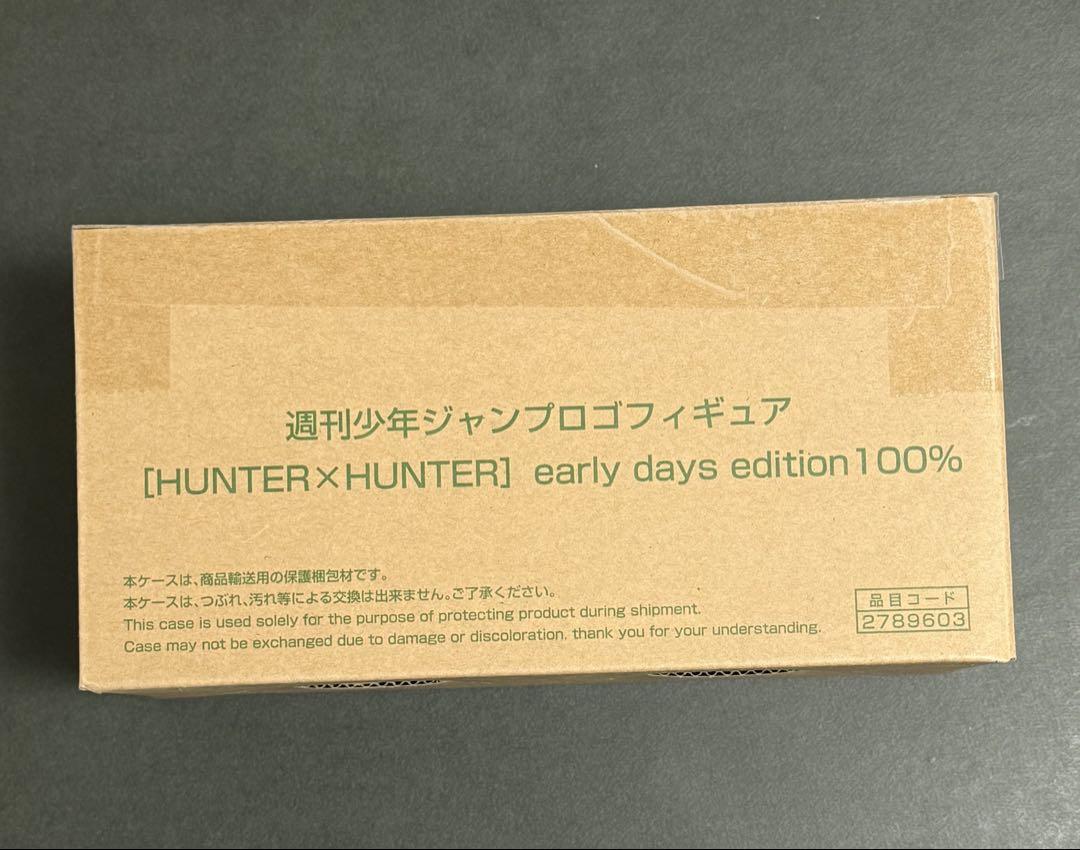 週刊少年ジャンプロゴフィギュア
[HUNTER×HUNTER] early days edition100%
本ケースは、商品輸送用の保護梱包材です。
本ケースは、つぶれ、汚れ等による交換は出来ません。ご了承ください。
This case is used solely for the purpose of protecting product during shipment.
Case may not be exchanged due to damage or discoloration. thank you for your understanding.
品目コード
2789603